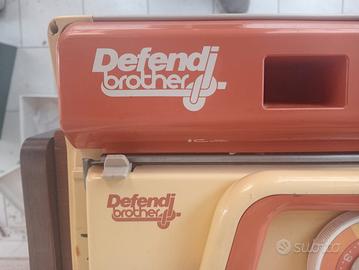 Defendi
brother
Defendi
brother
subito